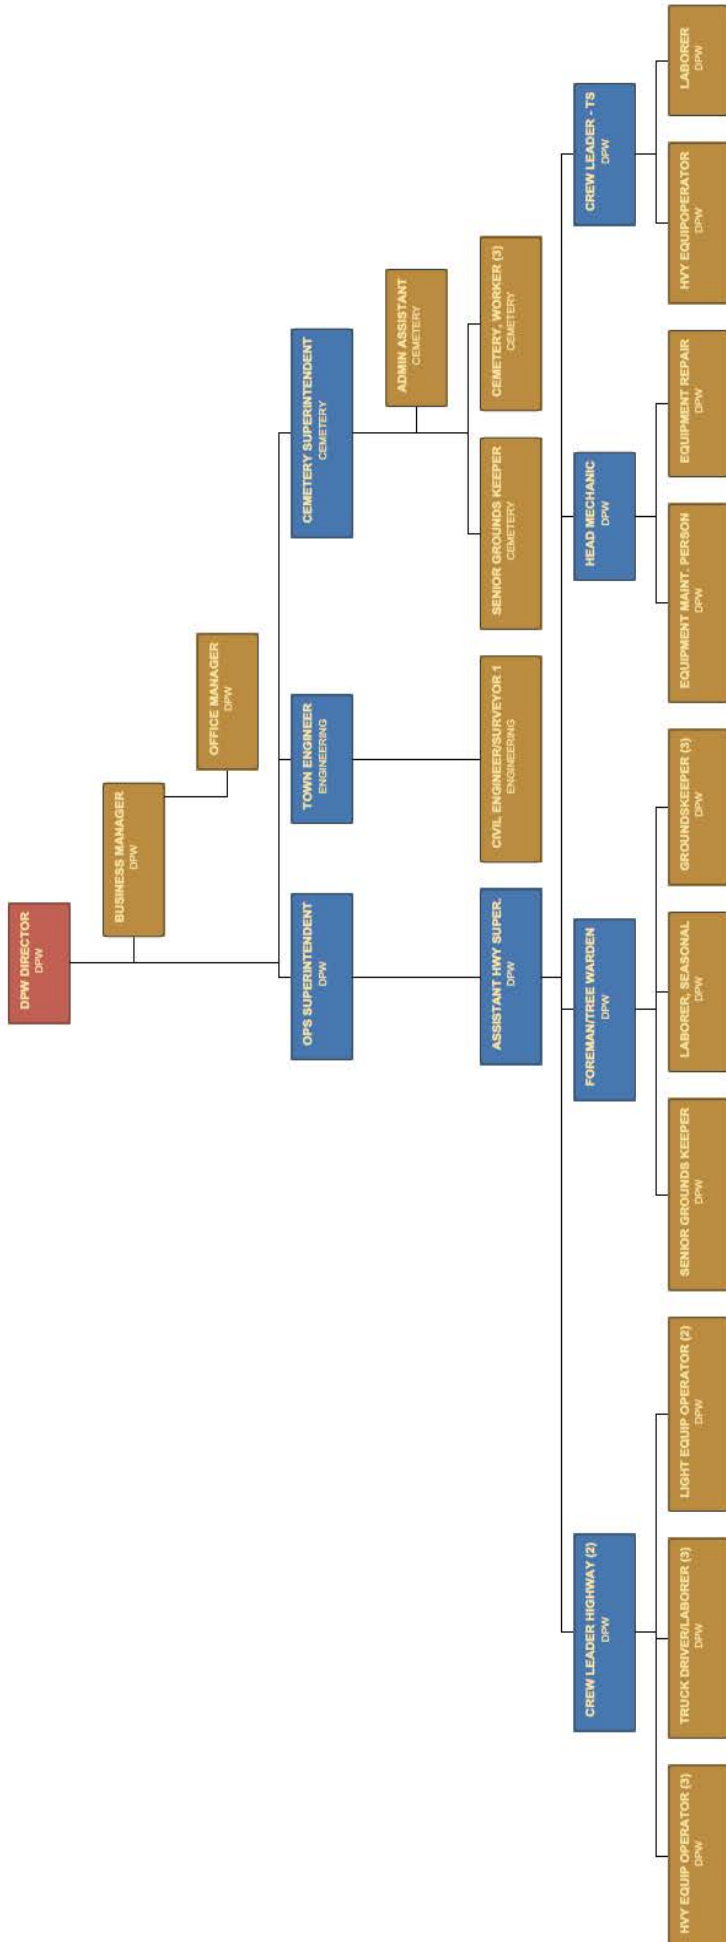 DPW DIRECTOR
DPW
BUSINESS MANAGER
DPW
OFFICE MANAGER
DPW
OPS SUPERINTENDENT
DPW
TOWN ENGINEER
ENGINEERING
CEMETERY SUPERINTENDENT
CEMETERY
ADMIN ASSISTANT
CEMETERY
ASSISTANT HWY SUPER.
DPW
CIVIL ENGINEER/SURVEYOR 1
ENGINEERING
SENIOR GROUNDS KEEPER
CEMETERY
CEMETERY, WORKER (3)
CEMETERY
CREW LEADER HIGHWAY (2)
DPW
FOREMAN/TREE WARDEN
DPW
HEAD MECHANIC
DPW
CREW LEADER - TS
DPW
HVY EQUIP OPERATOR (3)
DPW
TRUCK DRIVER/LABORER (3)
DPW
LIGHT EQUIP OPERATOR (2)
DPW
SENIOR GROUNDS KEEPER
DPW
LABORER, SEASONAL
DPW
GROUNDSKEEPER (3)
DPW
EQUIPMENT MAINT. PERSON
DPW
EQUIPMENT REPAIR
DPW
HVY EQUIPOPERATOR
DPW
LABORER
DPW